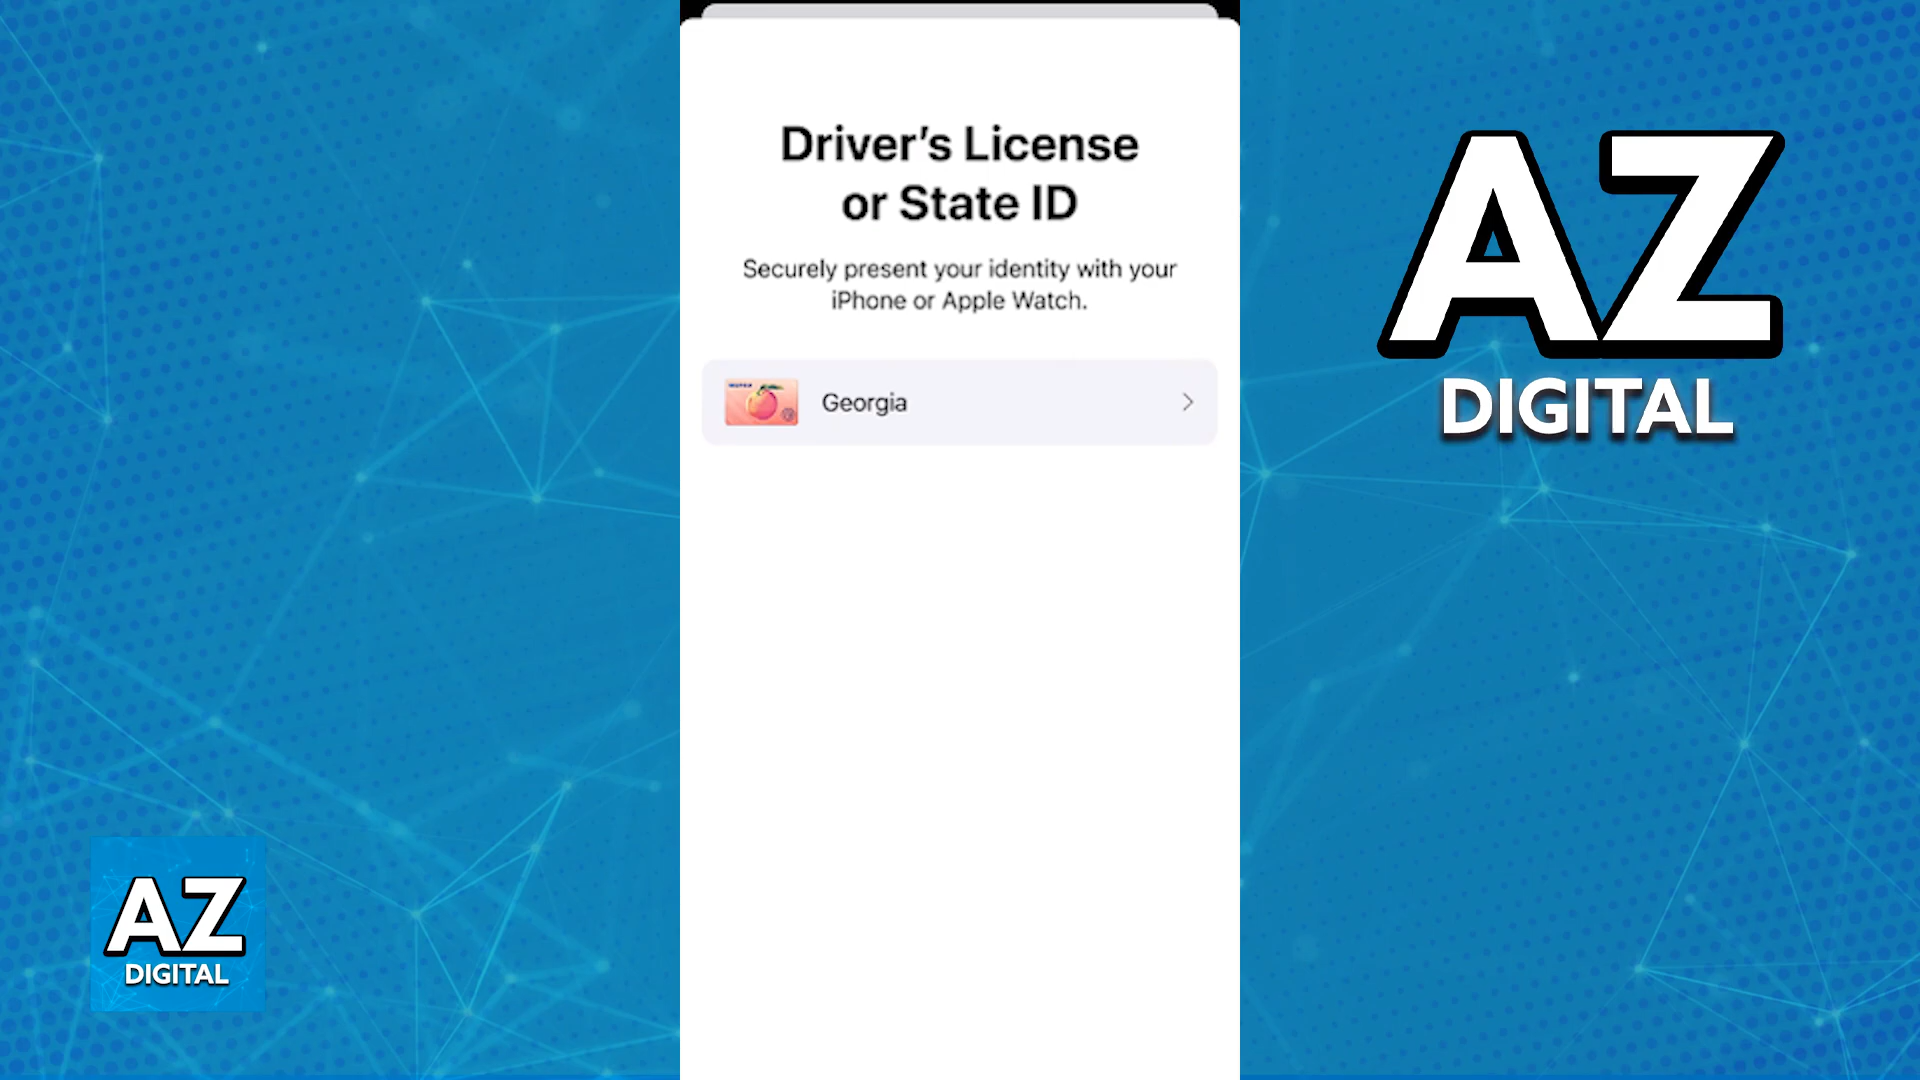 Driver's License
or State ID
Securely present your identity with your
iPhone or Apple Watch.
Georgia
AZ
DIGITAL
AZ
DIGITAL